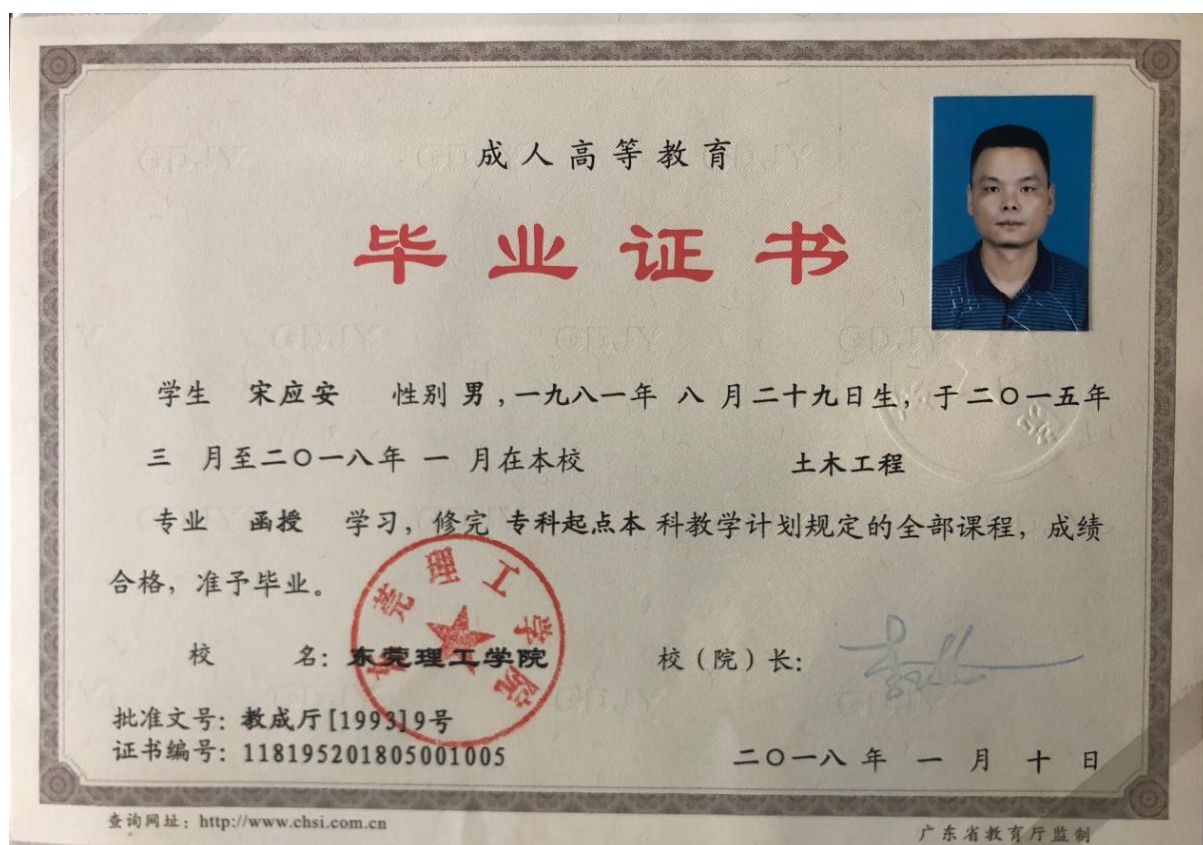 成人高等教育
毕业证书
学生 宋应安 性别 男，一九八一年 八 月二十九日生，于二〇一五年
三 月至二〇一八年 一 月在本校 土木工程
专业 函授 学习，修完 专科起点本 科教学计划规定的全部课程，成绩
合格，准予毕业。
校 名：东莞理工学院 校（院）长：
东莞理工学院
批准文号：教成厅[1993]9号
证书编号：118195201805001005
二〇一八年 一 月 十 日
查询网址：http://www.chsi.com.cn
广东省教育厅监制